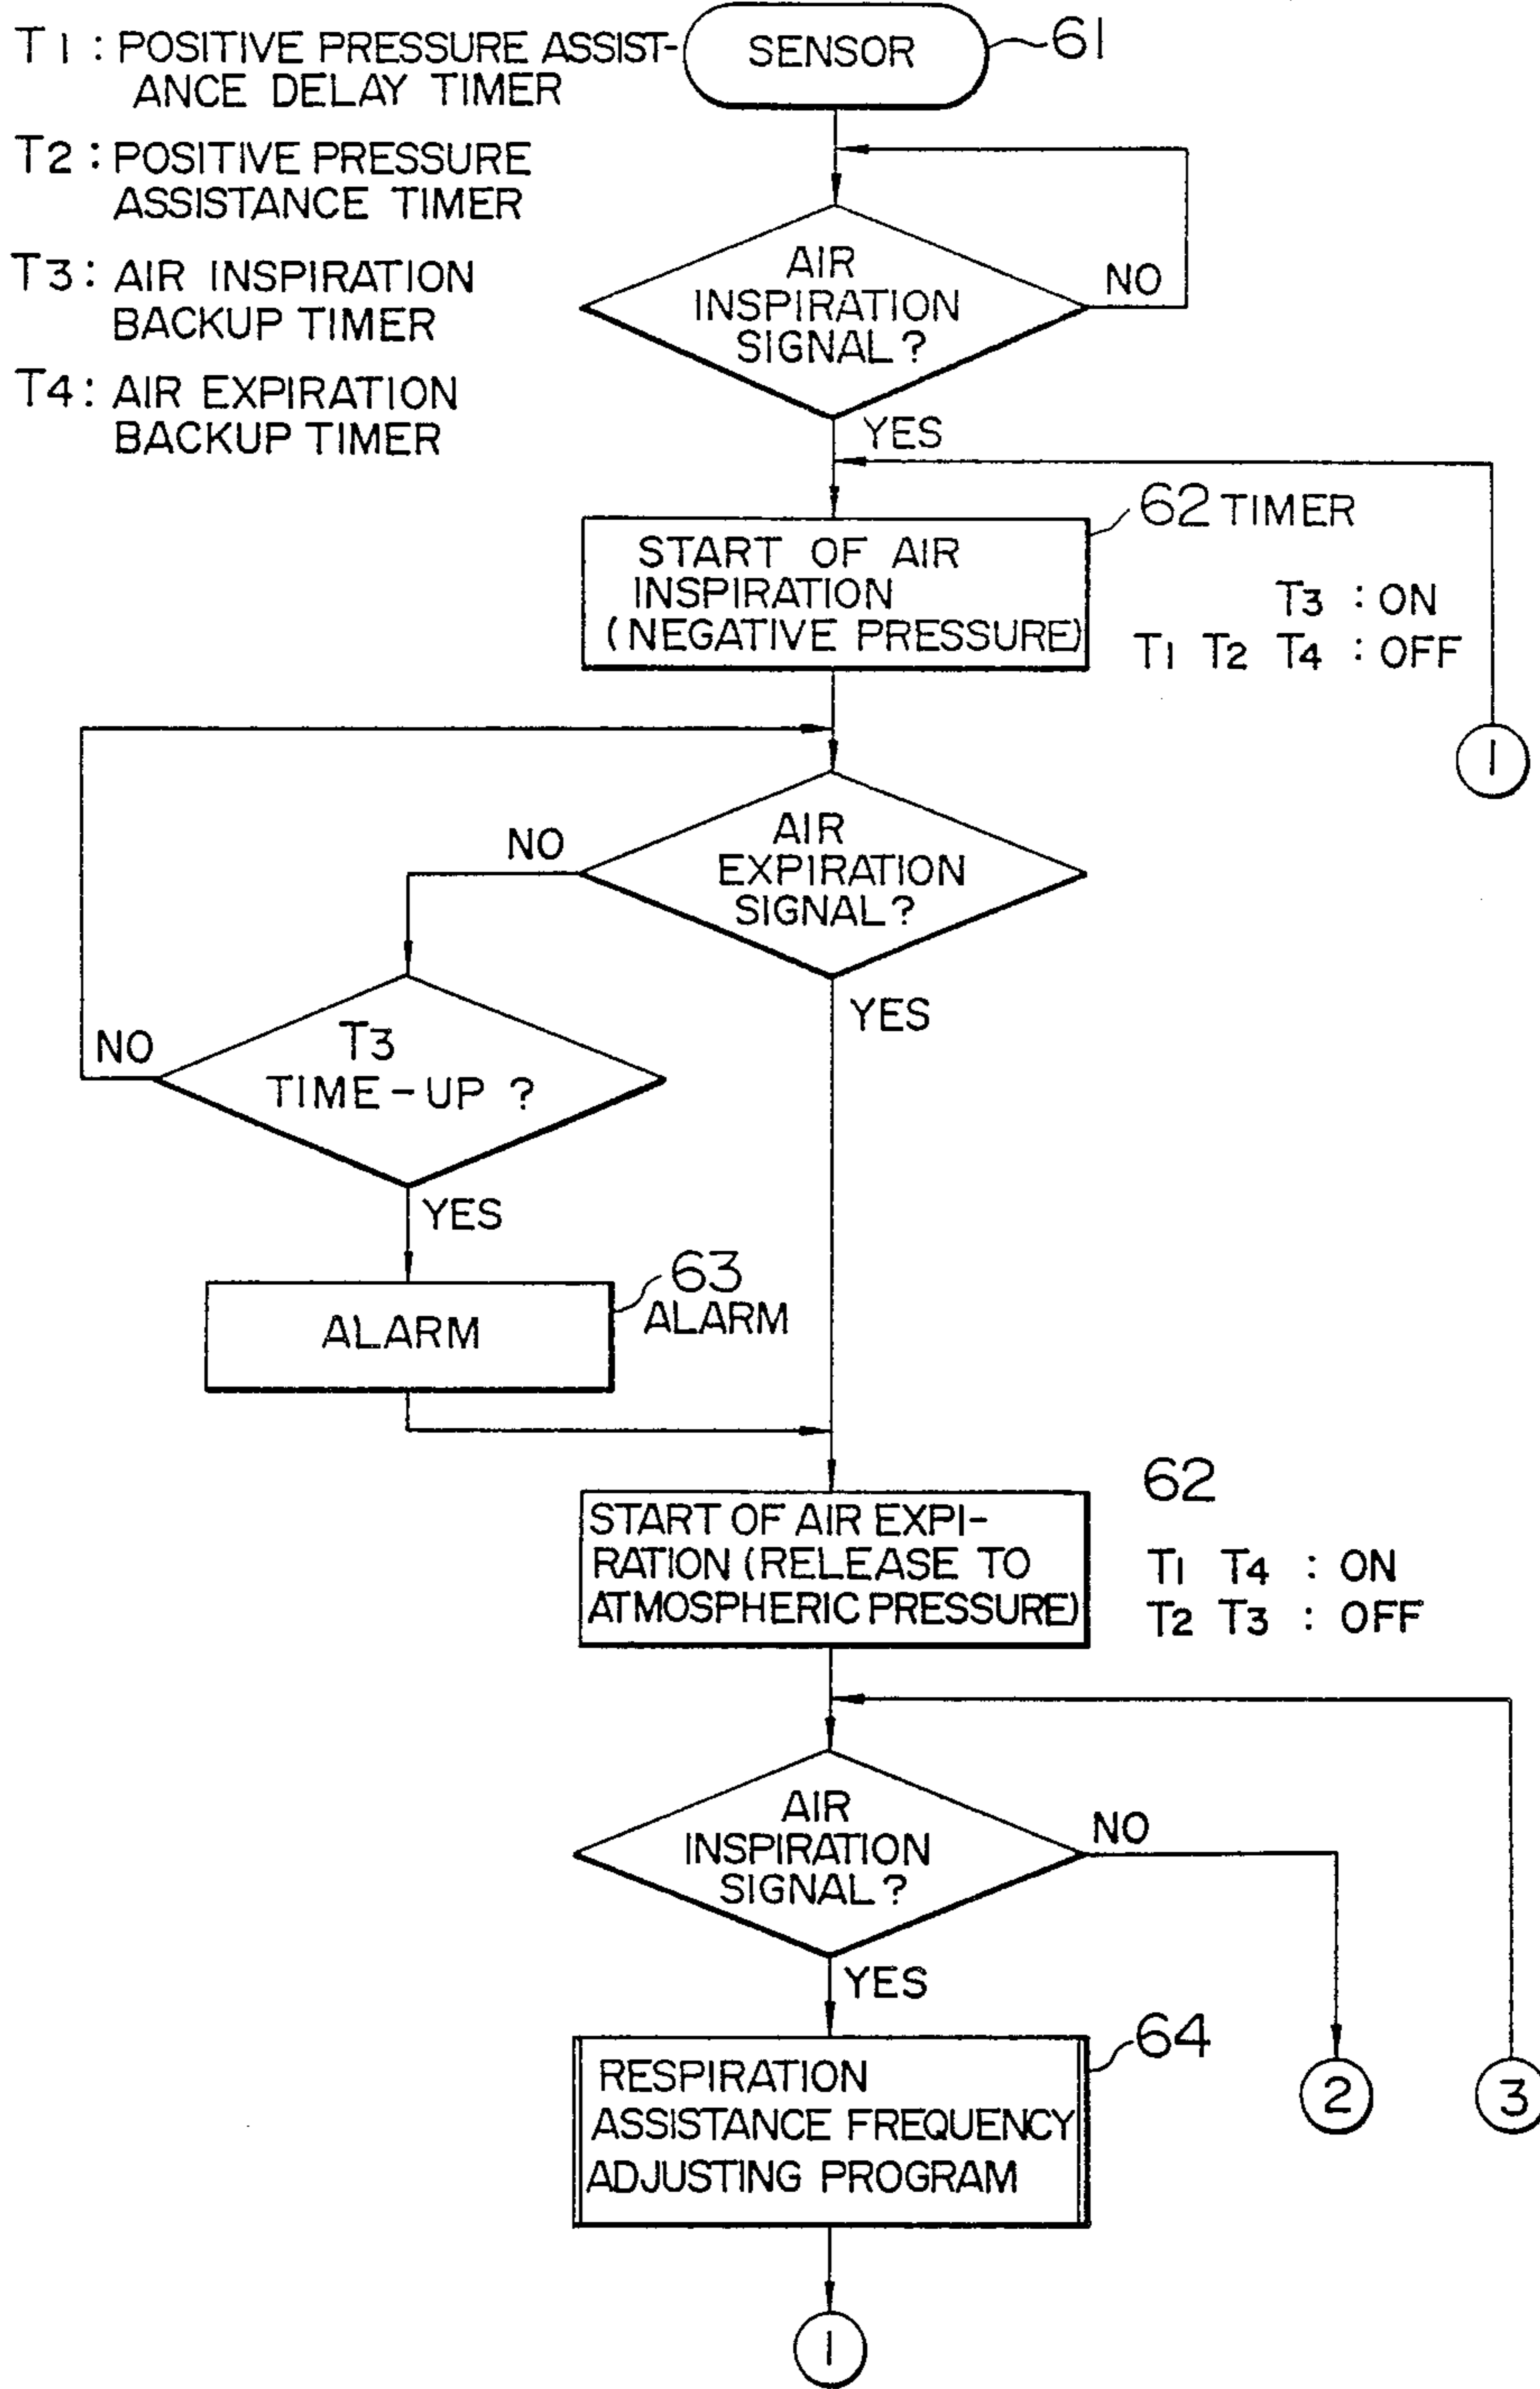 T1 : POSITIVE PRESSURE ASSIST-
ANCE DELAY TIMER
T2 : POSITIVE PRESSURE
ASSISTANCE TIMER
T3 : AIR INSPIRATION
BACKUP TIMER
T4 : AIR EXPIRATION
BACKUP TIMER
SENSOR
61
AIR
INSPIRATION
SIGNAL ?
NO
YES
START OF AIR
INSPIRATION
(NEGATIVE PRESSURE)
62 TIMER
T3 : ON
T1 T2 T4 : OFF
1
AIR
EXPIRATION
SIGNAL ?
NO
YES
T3
TIME-UP ?
NO
YES
ALARM
63
ALARM
START OF AIR EXPI-
RATION (RELEASE TO
ATMOSPHERIC PRESSURE)
62
T1 T4 : ON
T2 T3 : OFF
AIR
INSPIRATION
SIGNAL ?
NO
YES
RESPIRATION
ASSISTANCE FREQUENCY
ADJUSTING PROGRAM
64
2
3
1